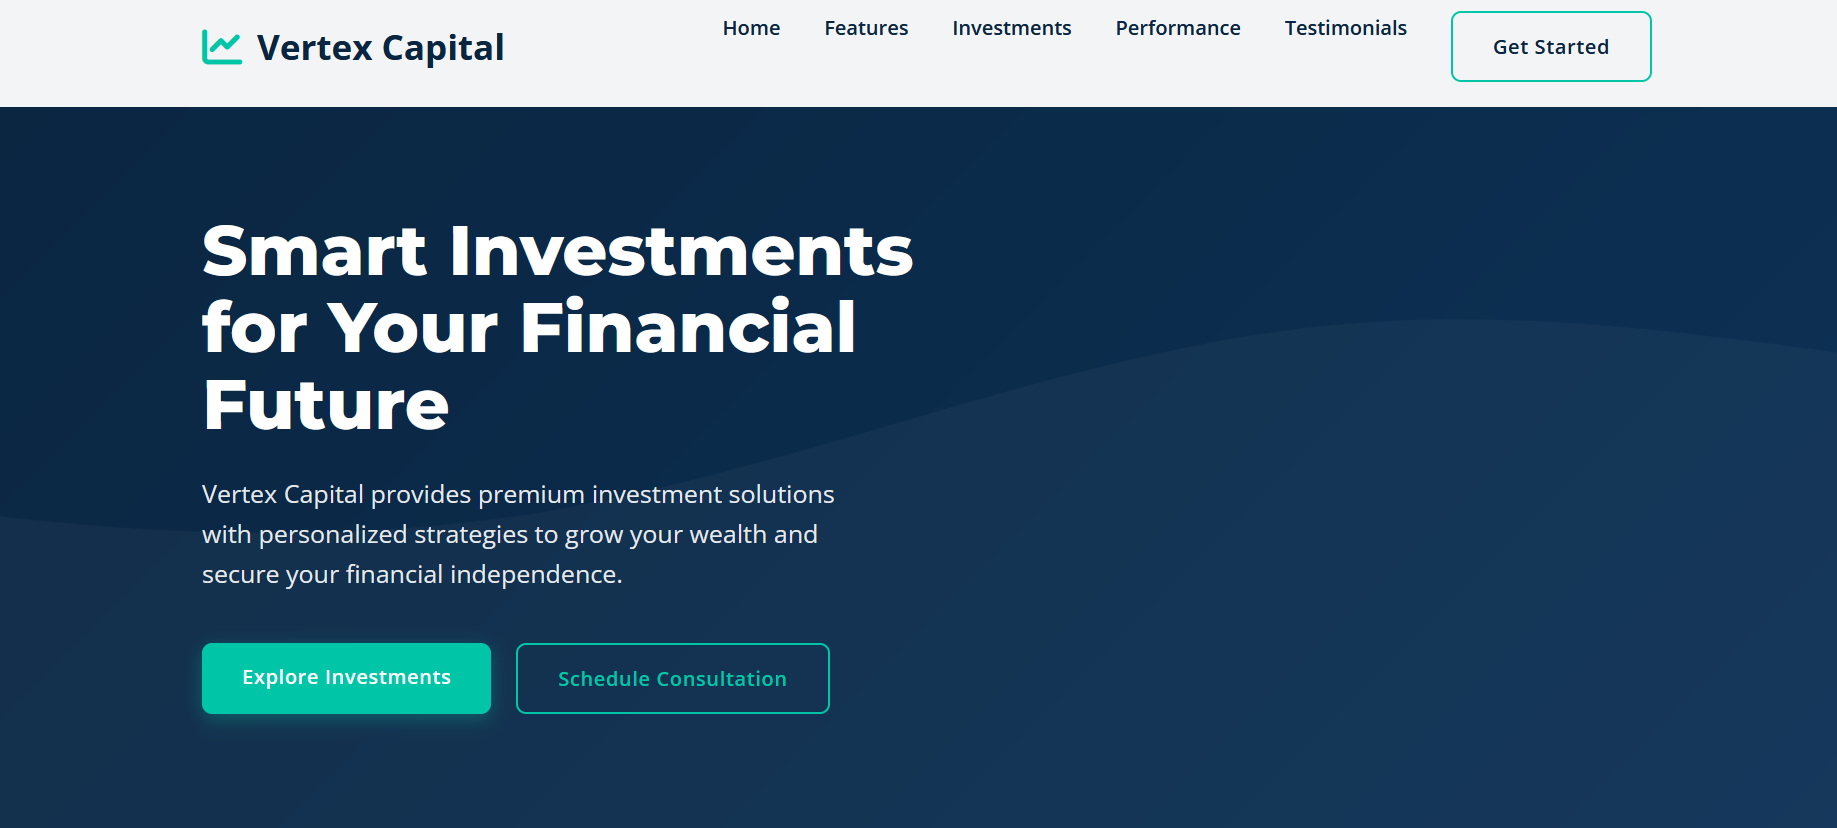 Vertex Capital
Home
Features
Investments
Performance
Testimonials
Get Started
Smart Investments
for Your Financial
Future
Vertex Capital provides premium investment solutions
with personalized strategies to grow your wealth and
secure your financial independence.
Explore Investments
Schedule Consultation